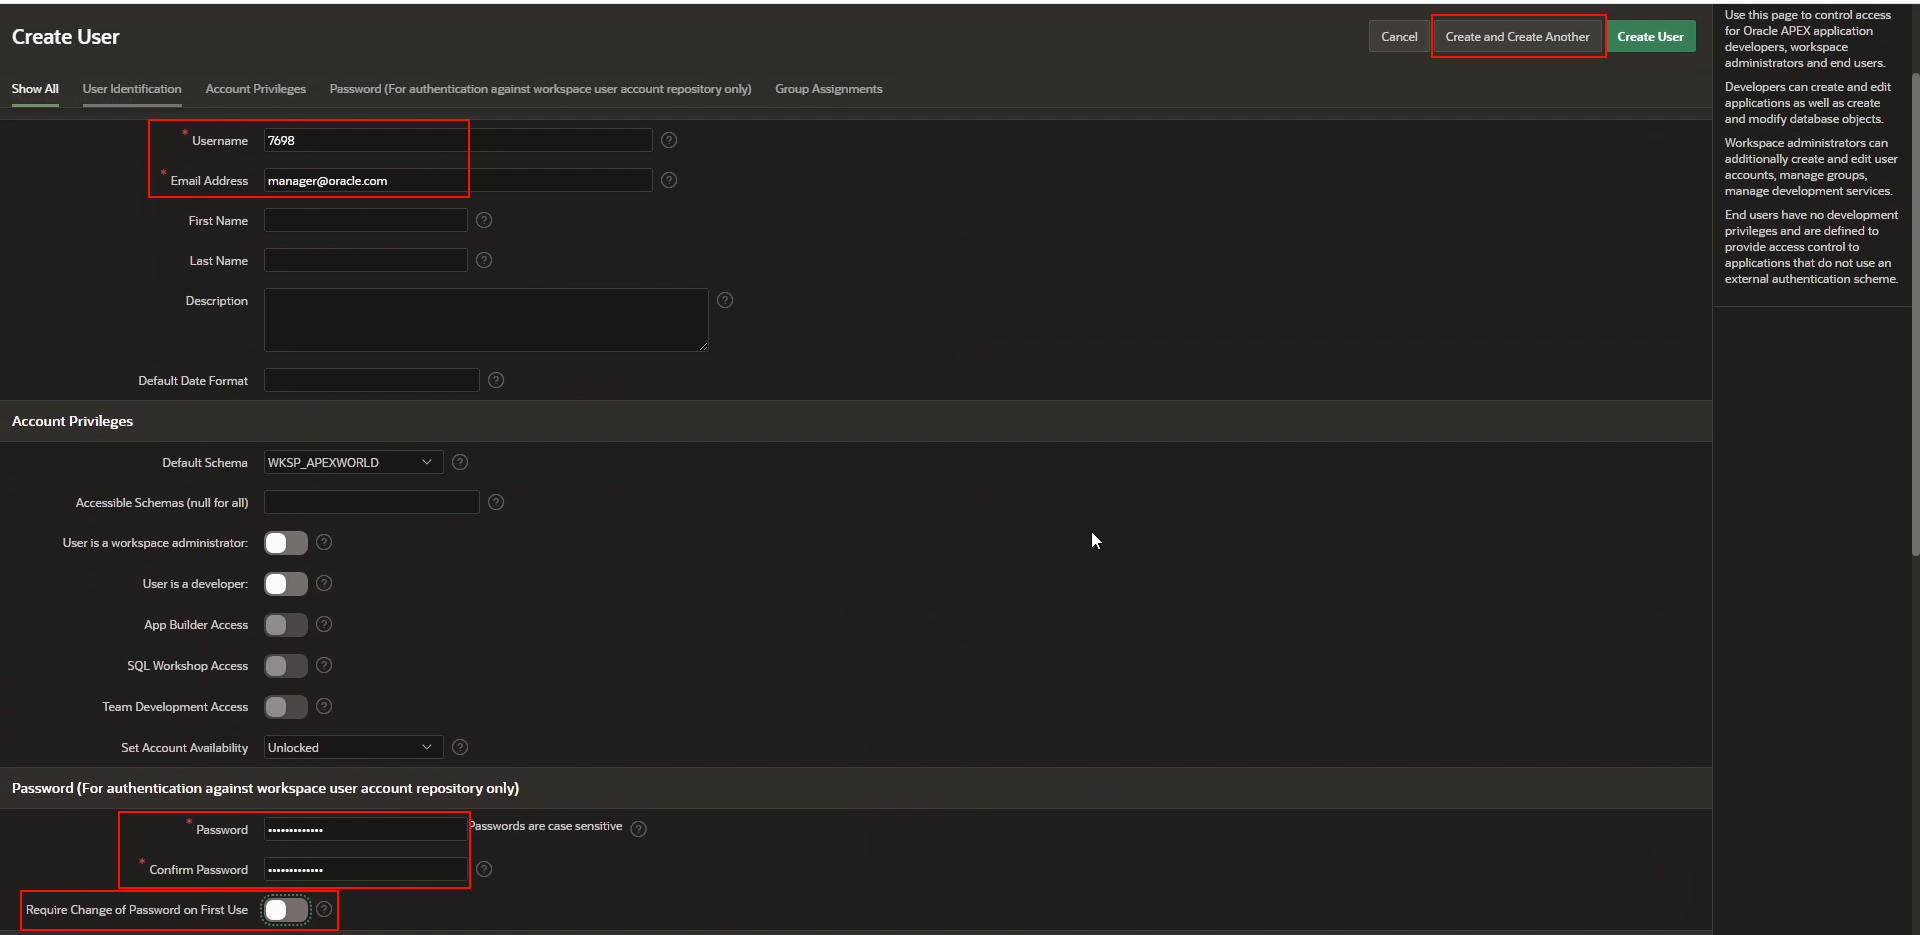 Create User
Cancel
Create and Create Another
Create User
Show All
User Identification
Account Privileges
Password (For authentication against workspace user account repository only)
Group Assignments
* Username 7698
* Email Address manager@oracle.com
First Name
Last Name
Description
Default Date Format
Account Privileges
Default Schema WKSP_APEXWORLD
Accessible Schemas (null for all)
User is a workspace administrator:
User is a developer:
App Builder Access
SQL Workshop Access
Team Development Access
Set Account Availability Unlocked
Password (For authentication against workspace user account repository only)
* Password ••••••••••••• Passwords are case sensitive
* Confirm Password •••••••••••••
Require Change of Password on First Use
Use this page to control access
for Oracle APEX application
developers, workspace
administrators and end users.
Developers can create and edit
applications as well as create
and modify database objects.
Workspace administrators can
additionally create and edit user
accounts, manage groups,
manage development services.
End users have no development
privileges and are defined to
provide access control to
applications that do not use an
external authentication scheme.